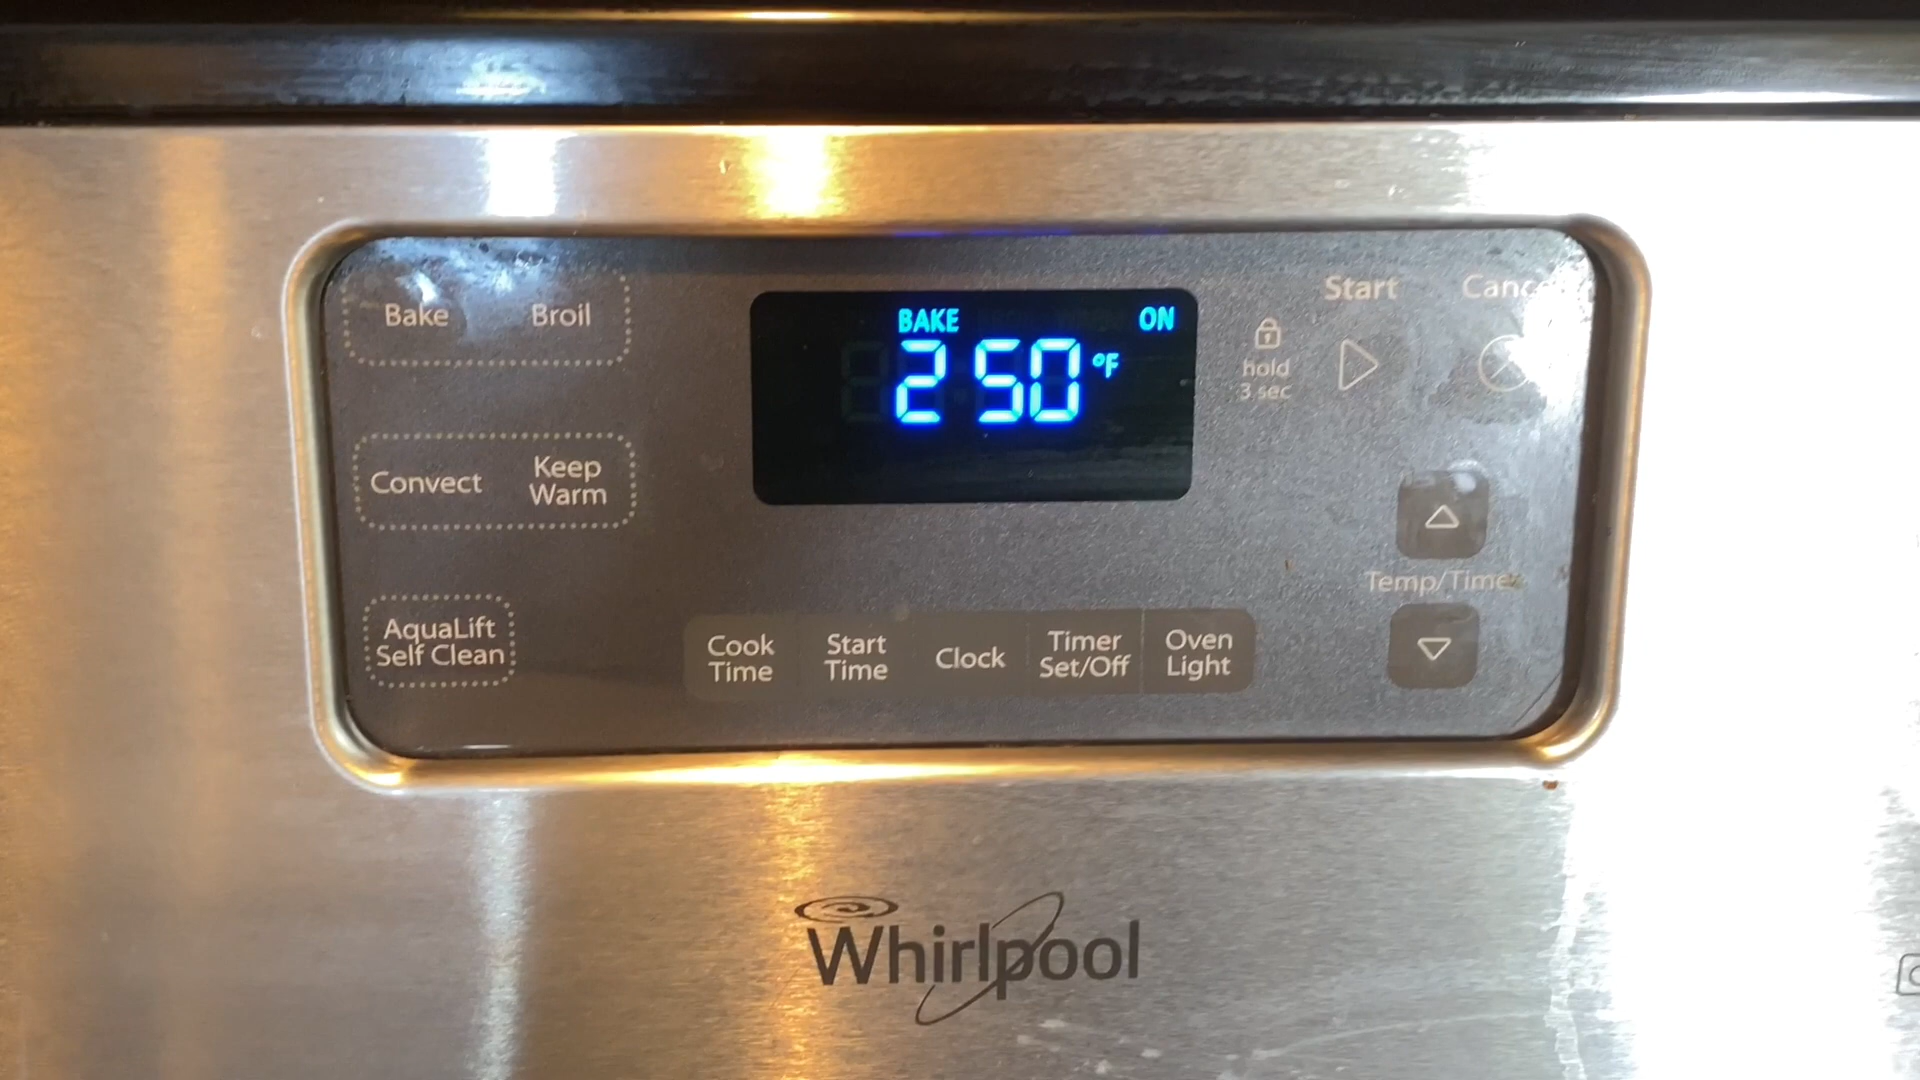 Bake Broil
BAKE ON
250 °F
Start
hold
3 sec
Convect
Keep
Warm
Temp/Timer
AquaLift
Self Clean
Cook
Time
Start
Time
Clock
Timer
Set/Off
Oven
Light
Whirlpool